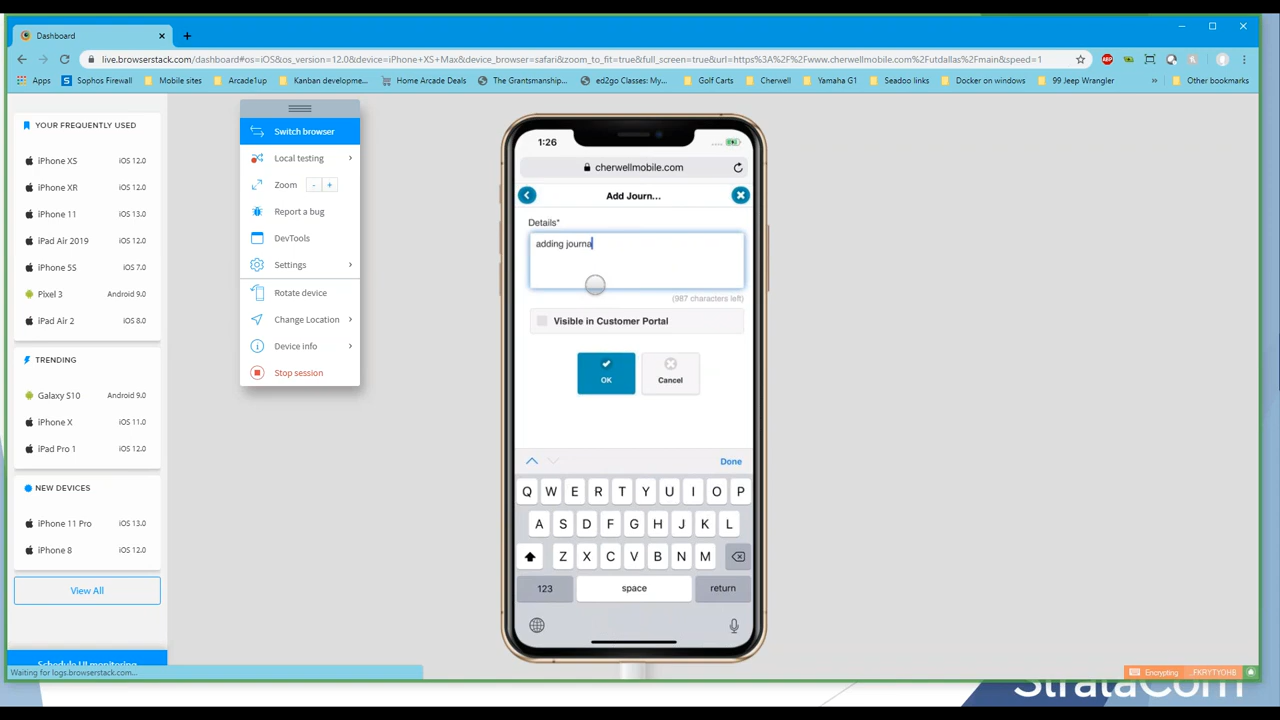 Dashboard
live.browserstack.com/dashboard#os=iOS&os_version=12.0&device=iPhone+XS+Max&device_browser=safari&zoom_to_fit=true&full_screen=true&url=https%3A%2F%2Fwww.cherwellmobile.com%2Futdallas%2Fmain&speed=1
Apps
Sophos Firewall
Mobile sites
Arcade1up
Kanban developme...
Home Arcade Deals
The Grantsmanship...
ed2go Classes: My...
Golf Carts
Cherwell
Yamaha G1
Seadoo links
Docker on windows
99 Jeep Wrangler
»
Other bookmarks
YOUR FREQUENTLY USED
iPhone XS iOS 12.0
iPhone XR iOS 12.0
iPhone 11 iOS 13.0
iPad Air 2019 iOS 12.0
iPhone 5S iOS 7.0
Pixel 3 Android 9.0
iPad Air 2 iOS 8.0
TRENDING
Galaxy S10 Android 9.0
iPhone X iOS 11.0
iPad Pro 1 iOS 12.0
NEW DEVICES
iPhone 11 Pro iOS 13.0
iPhone 8 iOS 12.0
View All
Schedule UI monitoring
Waiting for logs.browserstack.com...
Switch browser
Local testing
Zoom - +
Report a bug
DevTools
Settings
Rotate device
Change Location
Device info
Stop session
1:26
cherwellmobile.com
Add Journ...
Details*
adding journa
(987 characters left)
Visible in Customer Portal
OK
Cancel
Done
Q W E R T Y U I O P
A S D F G H J K L
Z X C V B N M
123 space return
Encrypting ...FKRYTYOHE
StrataCom